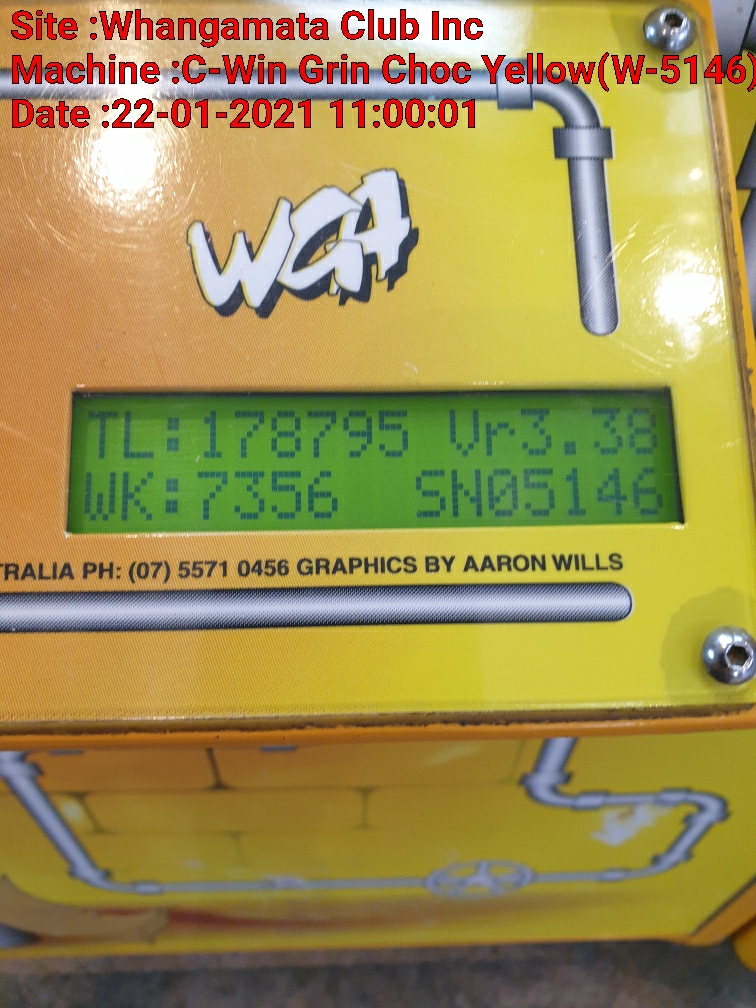 Site :Whangamata Club Inc
Machine :C-Win Grin Choc Yellow(W-5146)
Date :22-01-2021 11:00:01
WGA
TL:178795 Vr3.38
WK:7356 SN05146
TRALIA PH: (07) 5571 0456 GRAPHICS BY AARON WILLS